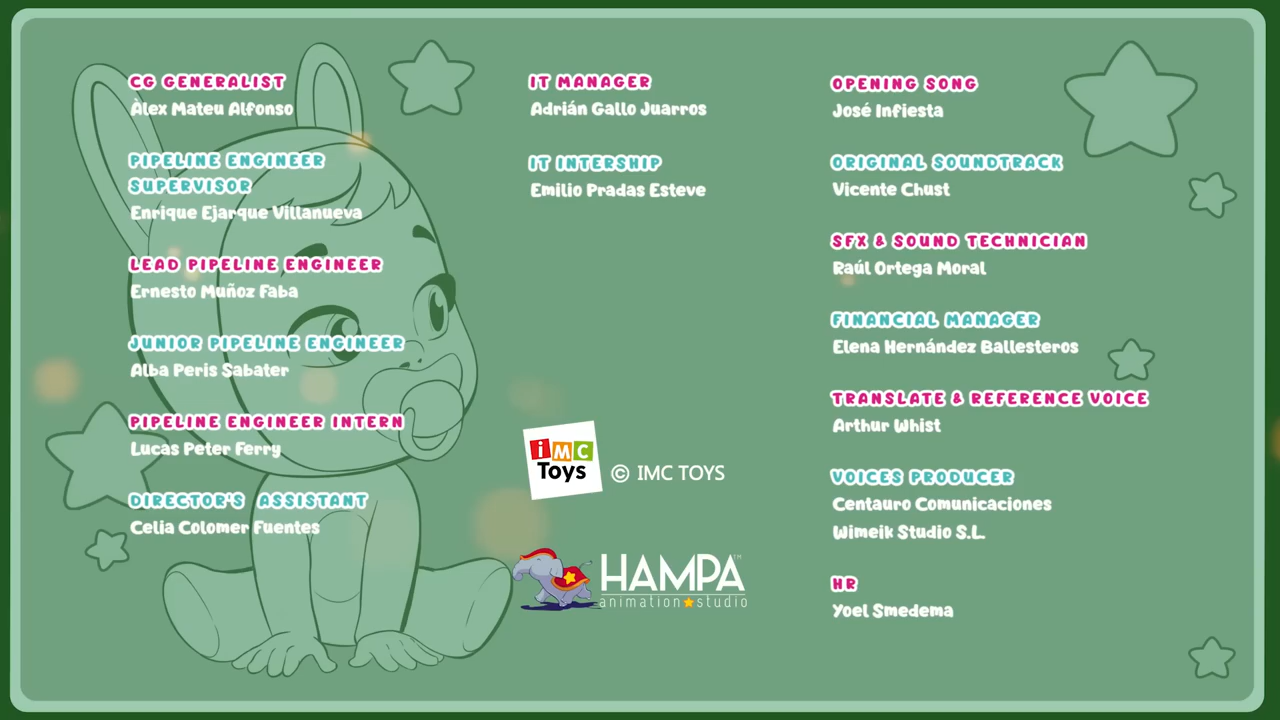 CG GENERALIST
Àlex Mateu Alfonso
PIPELINE ENGINEER
SUPERVISOR
Enrique Ejarque Villanueva
LEAD PIPELINE ENGINEER
Ernesto Muñoz Faba
JUNIOR PIPELINE ENGINEER
Alba Peris Sabater
PIPELINE ENGINEER INTERN
Lucas Peter Ferry
DIRECTOR'S ASSISTANT
Celia Colomer Fuentes
IT MANAGER
Adrián Gallo Juarros
IT INTERSHIP
Emilio Pradas Esteve
iMC
Toys
© IMC TOYS
HAMPA™
animation studio
OPENING SONG
José Infiesta
ORIGINAL SOUNDTRACK
Vicente Chust
SFX & SOUND TECHNICIAN
Raúl Ortega Moral
FINANCIAL MANAGER
Elena Hernández Ballesteros
TRANSLATE & REFERENCE VOICE
Arthur Whist
VOICES PRODUCER
Centauro Comunicaciones
Wimeik Studio S.L.
HR
Yoel Smedema